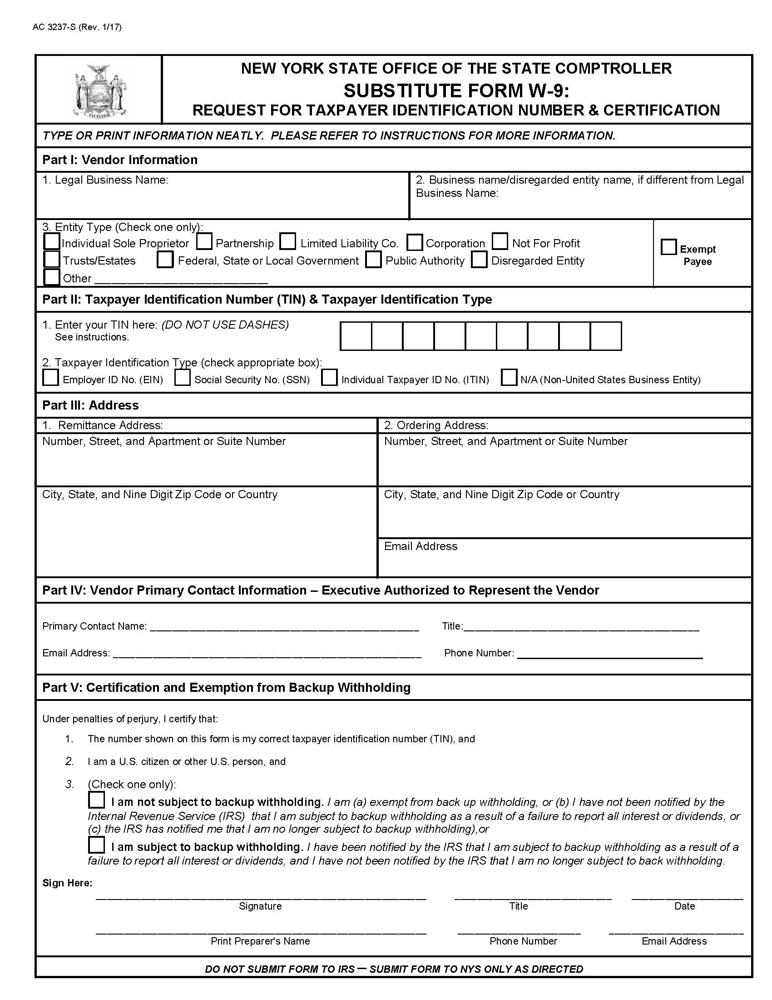 AC 3237-S (Rev. 1/17)
EXCELSIOR
NEW YORK STATE OFFICE OF THE STATE COMPTROLLER
SUBSTITUTE FORM W-9:
REQUEST FOR TAXPAYER IDENTIFICATION NUMBER & CERTIFICATION
TYPE OR PRINT INFORMATION NEATLY. PLEASE REFER TO INSTRUCTIONS FOR MORE INFORMATION.
Part I: Vendor Information
1. Legal Business Name:
2. Business name/disregarded entity name, if different from Legal
Business Name:
3. Entity Type (Check one only):
Individual Sole Proprietor Partnership Limited Liability Co. Corporation Not For Profit
Trusts/Estates Federal, State or Local Government Public Authority Disregarded Entity
Other ____________________________
Exempt
Payee
Part II: Taxpayer Identification Number (TIN) & Taxpayer Identification Type
1. Enter your TIN here: (DO NOT USE DASHES)
See instructions.
2. Taxpayer Identification Type (check appropriate box):
Employer ID No. (EIN) Social Security No. (SSN) Individual Taxpayer ID No. (ITIN) N/A (Non-United States Business Entity)
Part III: Address
1. Remittance Address:
2. Ordering Address:
Number, Street, and Apartment or Suite Number
Number, Street, and Apartment or Suite Number
City, State, and Nine Digit Zip Code or Country
City, State, and Nine Digit Zip Code or Country
Email Address
Part IV: Vendor Primary Contact Information – Executive Authorized to Represent the Vendor
Primary Contact Name: ________________________________________________ Title:__________________________________________
Email Address: _______________________________________________________ Phone Number: _________________________________
Part V: Certification and Exemption from Backup Withholding
Under penalties of perjury, I certify that:
1. The number shown on this form is my correct taxpayer identification number (TIN), and
2. I am a U.S. citizen or other U.S. person, and
3. (Check one only):
I am not subject to backup withholding. I am (a) exempt from back up withholding, or (b) I have not been notified by the
Internal Revenue Service (IRS) that I am subject to backup withholding as a result of a failure to report all interest or dividends, or
(c) the IRS has notified me that I am no longer subject to backup withholding),or
I am subject to backup withholding. I have been notified by the IRS that I am subject to backup withholding as a result of a
failure to report all interest or dividends, and I have not been notified by the IRS that I am no longer subject to back withholding.
Sign Here:
Signature Title Date
Print Preparer's Name Phone Number Email Address
DO NOT SUBMIT FORM TO IRS — SUBMIT FORM TO NYS ONLY AS DIRECTED